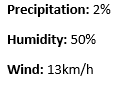 Precipitation: 2%
Humidity: 50%
Wind: 13km/h